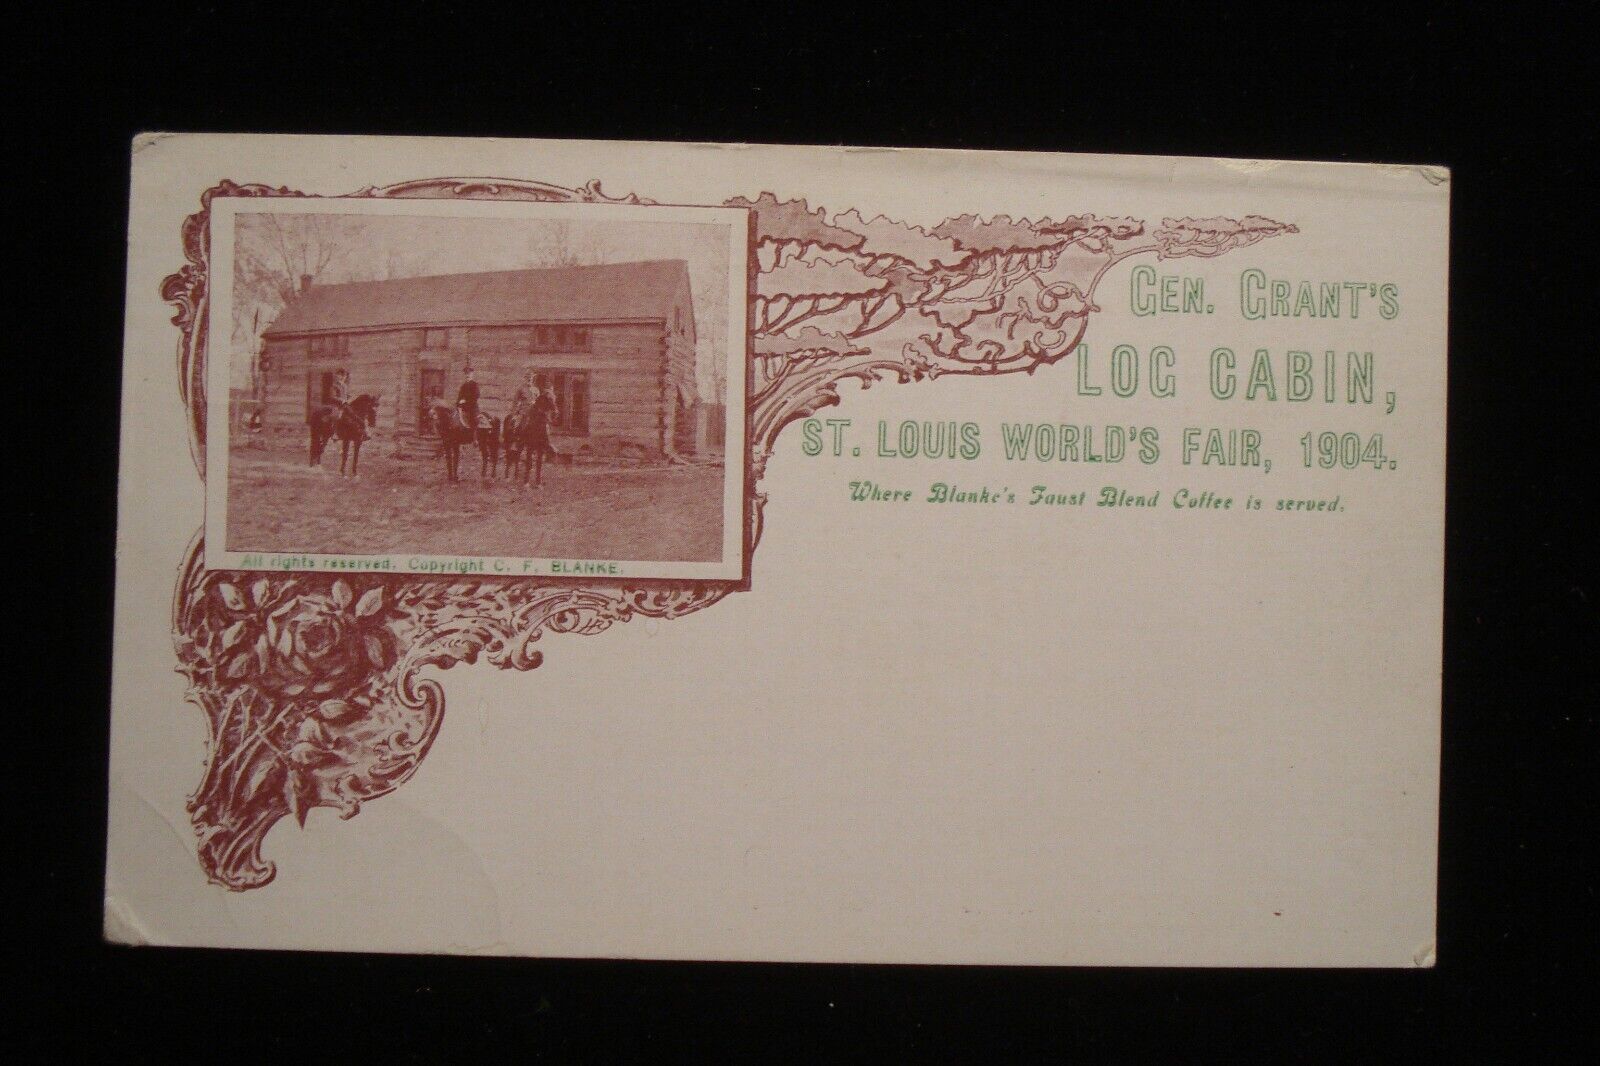 GEN. GRANT'S
LOG CABIN,
ST. LOUIS WORLD'S FAIR, 1904.
Where Blanke's Faust Blend Coffee is served.
All rights reserved. Copyright C. F. BLANKE.